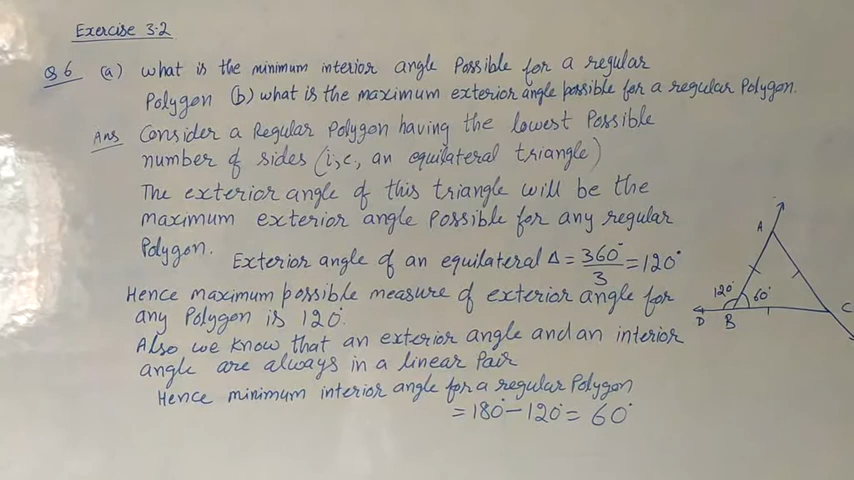 Exercise 3.2
Q 6 (a) what is the minimum interior angle Possible for a regular
Polygon (b) what is the maximum exterior angle possible for a regular Polygon.
Ans Consider a Regular Polygon having the lowest Possible
number of sides (i,e, an equilateral triangle)
The exterior angle of this triangle will be the
maximum exterior angle Possible for any regular
Polygon. Exterior angle of an equilateral Δ = 360°/3 = 120°
Hence maximum possible measure of exterior angle for
any Polygon is 120°.
Also we know that an exterior angle and an interior
angle are always in a linear Pair
Hence minimum interior angle for a regular Polygon
= 180° - 120° = 60°
A
120° 60°
D B C